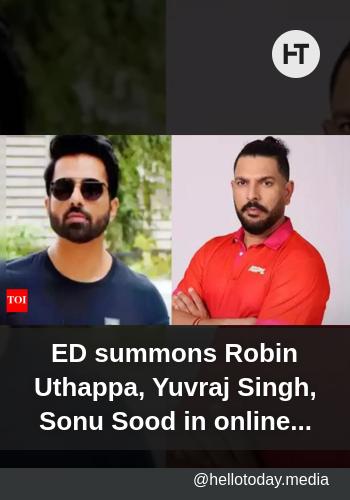 HT
TOI
ED summons Robin
Uthappa, Yuvraj Singh,
Sonu Sood in online...
@hellotoday.media